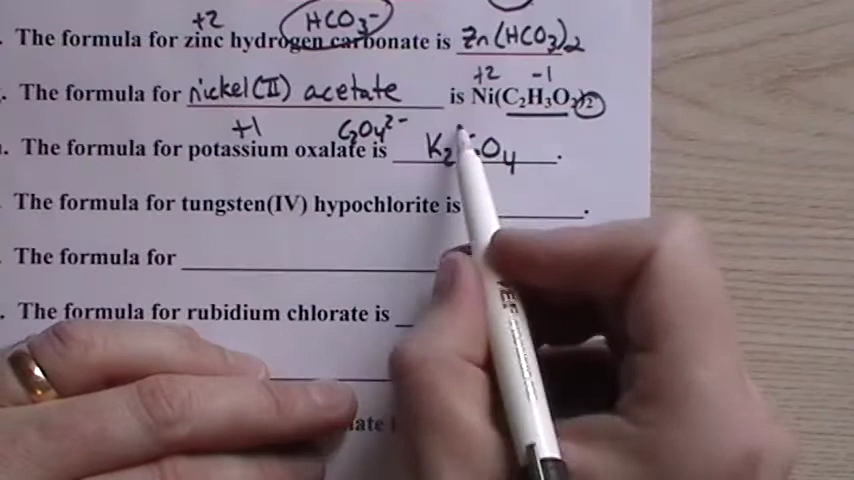 +2 HCO₃⁻
The formula for zinc hydrogen carbonate is Zn(HCO₃)₂
+2 -1
The formula for nickel(II) acetate is Ni(C₂H₃O₂)₂
+1 C₂O₄²⁻
The formula for potassium oxalate is K₂ O₄ .
The formula for tungsten(IV) hypochlorite is .
The formula for
The formula for rubidium chlorate is